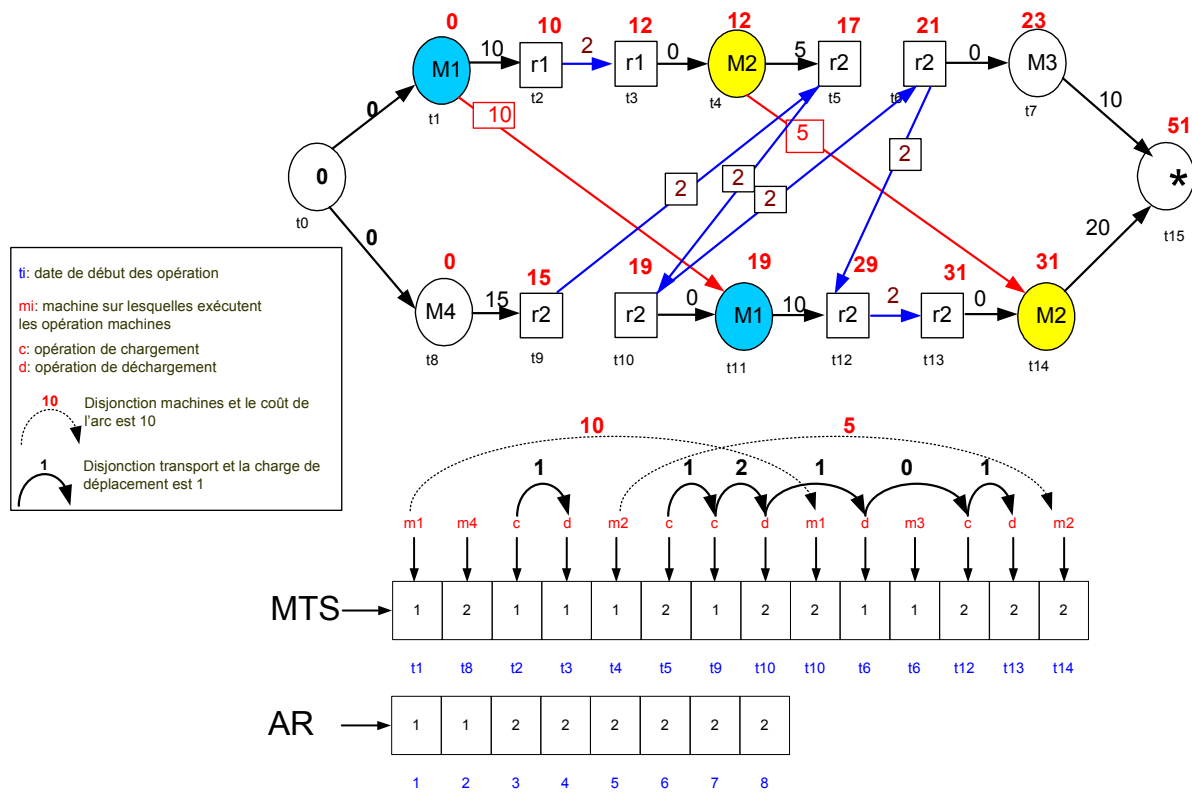 0 10 12 12 17 21 23
M1 10 r1 2 r1 0 M2 5 r2 r2 0 M3
t1 t2 t3 t4 t5 t6 t7
0 10 5 2 10 51
0 2 2 2 *
t0 t15
0 20
0 15 19 19 29 31 31
M4 15 r2 r2 0 M1 10 r2 2 r2 0 M2
t8 t9 t10 t11 t12 t13 t14
ti: date de début des opération
mi: machine sur lesquelles exécutent
les opération machines
c: opération de chargement
d: opération de déchargement
10 Disjonction machines et le coût de
l'arc est 10
1 Disjonction transport et la charge de
déplacement est 1
10 5
1 1 2 1 0 1
m1 m4 c d m2 c c d m1 d m3 c d m2
MTS 1 2 1 1 1 2 1 2 2 1 1 2 2 2
t1 t8 t2 t3 t4 t5 t9 t10 t10 t6 t6 t12 t13 t14
AR 1 1 2 2 2 2 2 2
1 2 3 4 5 6 7 8